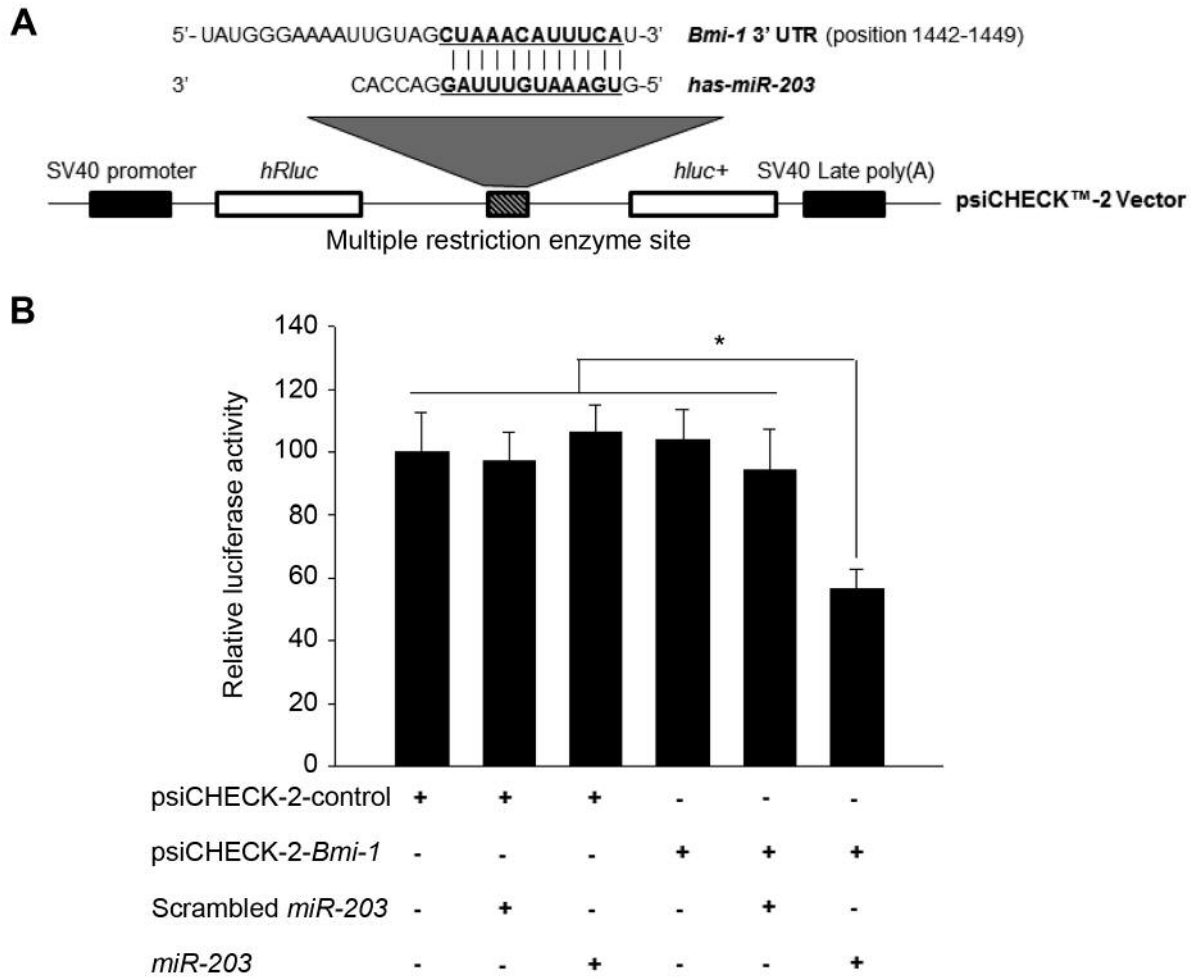 A
5'- UAUGGGAAAAUUGUAGCUAAACAUUUCAU-3' Bmi-1 3' UTR (position 1442-1449)
3' CACCAGGAUUUGUAAAGUG-5' has-miR-203
SV40 promoter hRluc hluc+ SV40 Late poly(A)
psiCHECK™-2 Vector
Multiple restriction enzyme site
B
Relative luciferase activity
140
120
100
80
60
40
20
0
*
psiCHECK-2-control + + + - - -
psiCHECK-2-Bmi-1 - - - + + +
Scrambled miR-203 - + - - + -
miR-203 - - + - - +